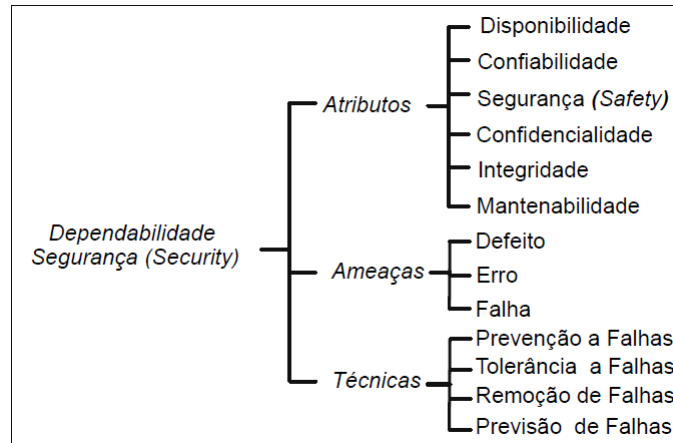 Dependabilidade
Segurança (Security)
Atributos
Disponibilidade
Confiabilidade
Segurança (Safety)
Confidencialidade
Integridade
Mantenabilidade
Ameaças
Defeito
Erro
Falha
Técnicas
Prevenção a Falhas
Tolerância a Falhas
Remoção de Falhas
Previsão de Falhas